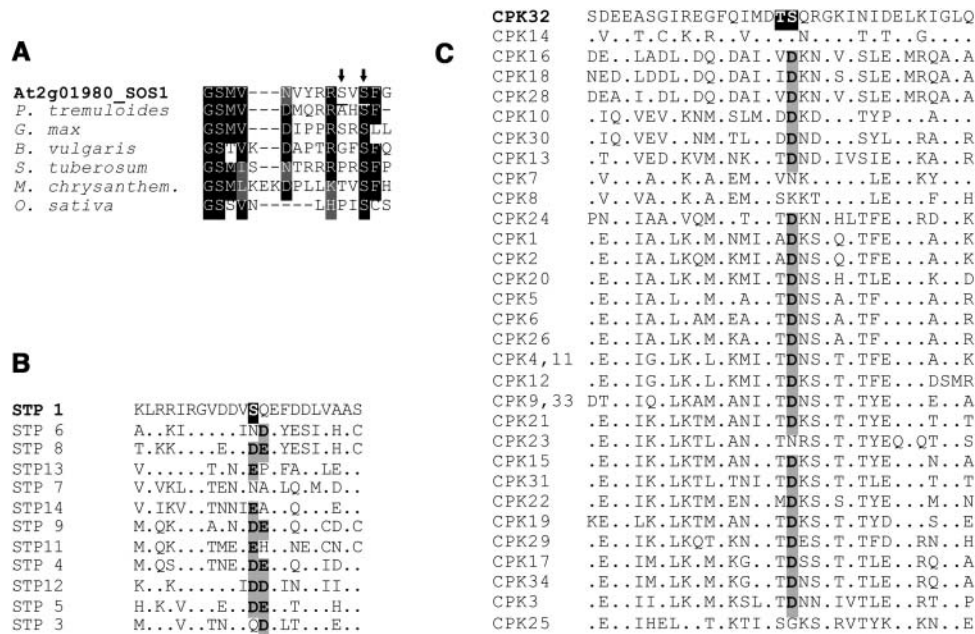 A
At2g01980_SOS1 GSMV---NVYRRSVSFG
P. tremuloides GSMV---DMQRRAHSF-
G. max GSMV---DIPPRSRSLL
B. vulgaris GSTV---DAPTRGFSFQ
S. tuberosum GSMIS--NTRRRPRSFR
M. chrysanthem. GSMLKEKDPLLKTVSFH
O. sativa GSSVN-----LHPISCS
B
STP 1 KLRRIRGVDDVSQEFDDLVAAS
STP 6 A..KI.....IND.YESI.H.C
STP 8 T.KK....E..DEYESI.HC
STP13 V.....T.N.EP.FA..LE..
STP 7 V.VKL..TENNA.LQ.M.D..
STP14 V.IKV..TNNIEA...Q...E..
STP 9 M.QK...A.N.DE..Q..CD.C
STP11 M.QK...TME.EH..NE.CN.C
STP 4 M.QS...TNE.DE..Q...ID..
STP12 K..K......IDD.IN..II..
STP 5 H.K.V..E...DE..T...H..
STP 3 M......TN..QD.LT..E...
C
CPK32 SDEEASGIREGFQIMDTSQRGKINIDELKIGLQ
CPK14 .V..T.C.K.R..V....N....T.T..G....
CPK16 DE..LADL.DQ.DAI.VDKN.V.SLE.MRQA.A
CPK18 NED.LDDL.DQ.DAI.IDKN.S.SLE.MRQA.A
CPK28 DEA.I.DL.DQ.DAI.VDKN.V.SLE.MRQA.A
CPK10 .IQ.VEV.KNM.SLM.DKD....TYL..KA..Q
CPK30 .IQ.VEV..NM.TL..DND....SYL..RA..R
CPK13 .T..VED.KVM.NK..TDND.IVSIE.KA..R
CPK7 .V...A..K.A.EM..VNK.....LE...KY..
CPK8 .V..VA..K.A.EM..SKKT....LE....F..H
CPK24 PN..IAA.VQM..T..TDKN.HLTFE..RD..K
CPK1 .E..IA.LK.M.NMI.ADKS.Q.TFE...A..K
CPK2 .E..IA.LKQM.KMI.ADNS.Q.TFE...A..K
CPK20 .E..IA.LK.M.KMI.TDNS.H.TLE...K..D
CPK5 .E..IA.L..M..A..TDNS.A.TF....A..R
CPK6 .E..IA.L.AM.EA..TDNS.A.TF....A..R
CPK26 .E..IA.LK.M.KMI.TDNS.A.TF....A..R
CPK4,11 .E..IG.LK.L.KMI.TDNS.T.TFE...A..K
CPK12 .E..IG.LK.L.KMI.TDNS.T.TFE...DSMR
CPK9,33 DT..IQ.LKAM.ANI.TDNS.T.TYE...E..A
CPK21 .E..IK.LKTM.ANI.TDKS.T.TYE...T..R
CPK23 .E..IK.LKTL.AN..TNRS.T.TYEQ.QT..S
CPK15 .E..IK.LKTM.AN..TDKS.T.TYE...N..A
CPK31 .E..IK.LKTL.TNI.TDKS.T.TYE...T..A
CPK22 .E..IK.LKTM.EN..MDKS.S.TYE...M..N
CPK19 KE..LK.LKTM.AN..TDKS.T.TYD...S..E
CPK29 .E..IK.LKQT.KN..TDES.T.TFD..RN..H
CPK17 .E..IM.LKMM.KG..TDSS.T.TLE..RQ..A
CPK34 .E..IM.LKTM.KG..TDNS.T.TLE..RQ..A
CPK3 .E..II.LK.M.KSL.TDNN.IVTLE..RT..P
CPK25 .E..IHEL..T.KTI.SGKS.RVTYK..KN..E